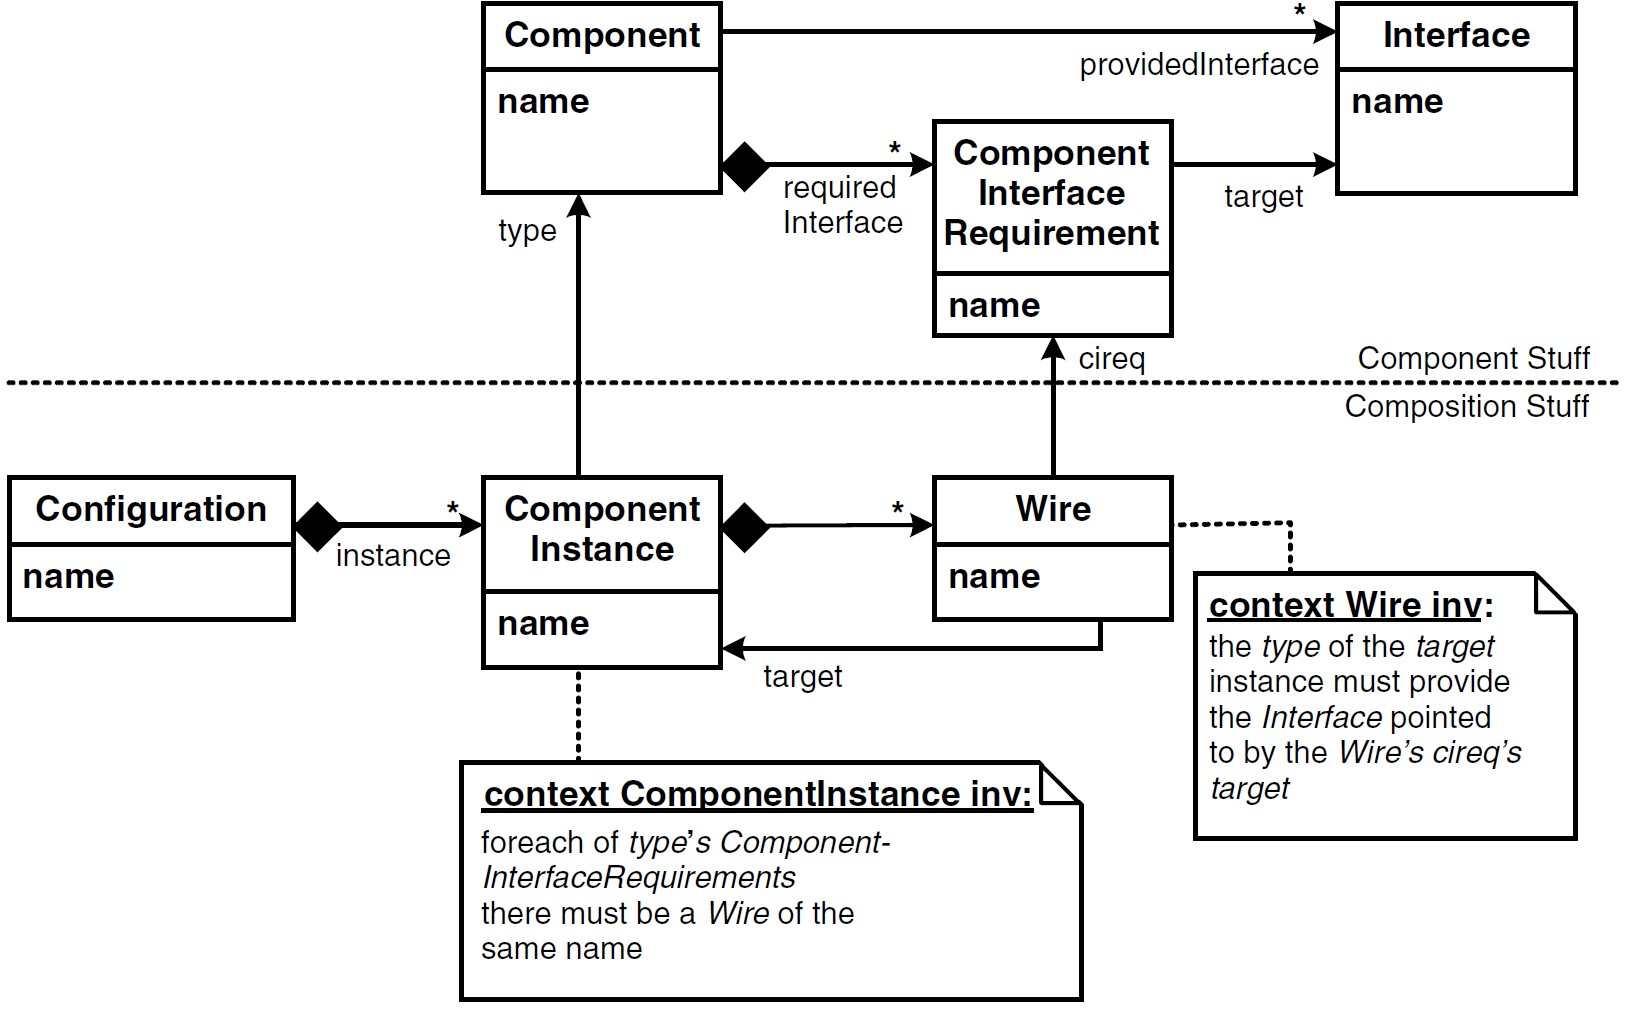 Component
name
*
providedInterface
Interface
name
*
required
Interface
Component
Interface
Requirement
name
target
type
cireq
Component Stuff
Composition Stuff
Configuration
name
*
instance
Component
Instance
name
*
Wire
name
target
context Wire inv:
the type of the target
instance must provide
the Interface pointed
to by the Wire's cireq's
target
context ComponentInstance inv:
foreach of type's Component-
InterfaceRequirements
there must be a Wire of the
same name